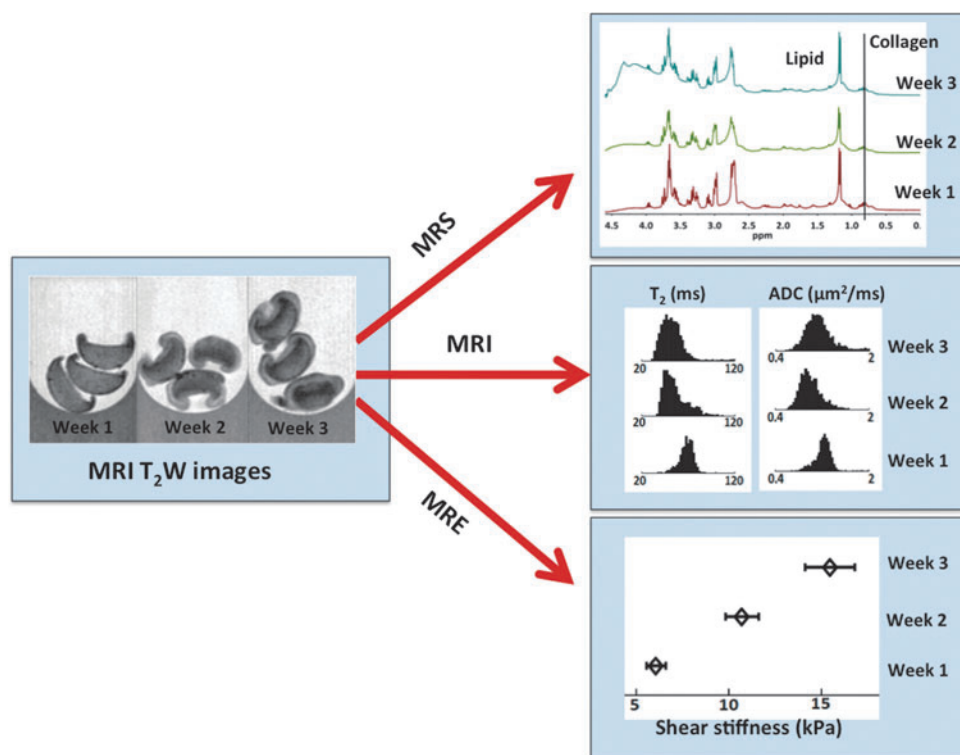 Week 1
Week 2
Week 3
MRI T₂W images
MRS
MRI
MRE
Lipid
Collagen
Week 3
Week 2
Week 1
4.5 4.0 3.5 3.0 2.5 2.0 1.5 1.0 0.5 0.
ppm
T₂ (ms) ADC (μm²/ms)
20 120 0.4 2 Week 3
20 120 0.4 2 Week 2
20 120 0.4 2 Week 1
Week 3
Week 2
Week 1
5 10 15
Shear stiffness (kPa)